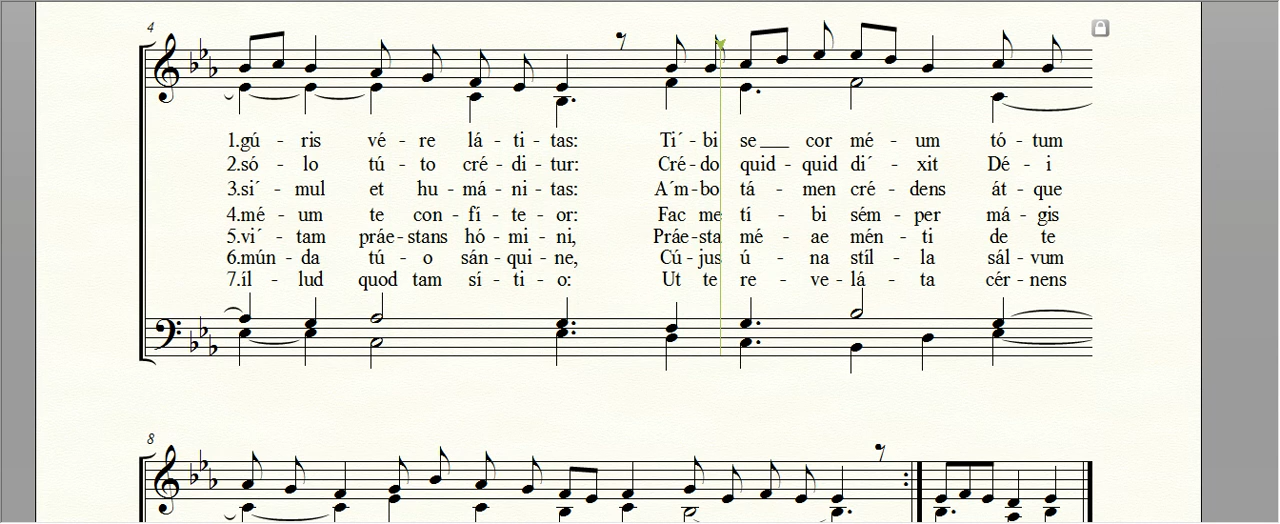 4
1.gú - ris vé - re lá - ti - tas: Ti´ - bi se___ cor mé - um tó - tum
2.só - lo tú - to cré - di - tur: Cré - do quid - quid di´ - xit Dé - i
3.si´ - mul et hu - má - ni - tas: A´m - bo tá - men cré - dens át - que
4.mé - um te con - fí - te - or: Fac me tí - bi sém - per má - gis
5.vi´ - tam práe - stans hó - mi - ni, Práe - sta mé - ae mén - ti de te
6.mún - da tú - o sán - qui - ne, Cú - jus ú - na stíl - la sál - vum
7.íl - lud quod tam sí - ti - o: Ut te re - ve - lá - ta cér - nens
8